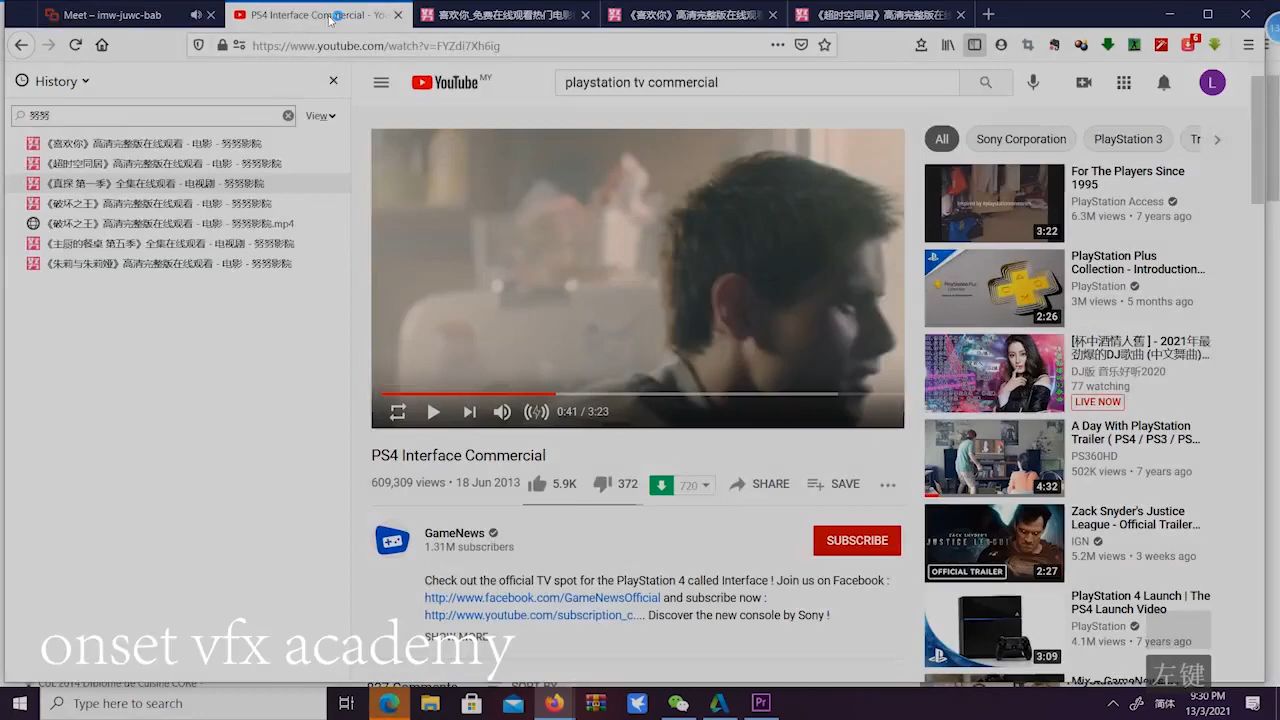 Meet - imw-juwc-bab
PS4 Interface Commercial - Yo
喜欢你_免费在线观看热门电影
《喜欢你》高清完整版在线观
《超时空同居》高清完整版在线
https://www.youtube.com/watch?v=FYZdi7Xh6ig
6
History
努努
View
《喜欢你》高清完整版在线观看 - 电影 - 努努影院
《超时空同居》高清完整版在线观看 - 电影 - 努努影院
《真探 第一季》全集在线观看 - 电视剧 - 努努影院
《破坏之王》高清完整版在线观看 - 电影 - 努努影院
《破坏之王》高清完整版在线观看 - 电影 - 努努影院.mp4
《主厨的餐桌 第五季》全集在线观看 - 电视剧 - 努努影院
《朱莉与朱莉娅》高清完整版在线观看 - 电影 - 努努影院
YouTube MY
playstation tv commercial
L
0:41 / 3:23
PS4 Interface Commercial
609,309 views • 18 Jun 2013
5.9K
372
720
SHARE
SAVE
GameNews
1.31M subscribers
SUBSCRIBE
Check out the official TV spot for the PlayStation 4 called Interface ! Join us on Facebook :
http://www.facebook.com/GameNewsOfficial and subscribe now :
http://www.youtube.com/subscription_c.... Discover the new console by Sony !
SHOW MORE
All
Sony Corporation
PlayStation 3
Tr
3:22
For The Players Since
1995
PlayStation Access
6.3M views • 7 years ago
2:26
PlayStation Plus
Collection - Introduction...
PlayStation
3M views • 5 months ago
[杯中酒情人舊 ] - 2021年最
劲爆的DJ歌曲 (中文舞曲)...
DJ版 音乐好听2020
77 watching
LIVE NOW
4:32
A Day With PlayStation
Trailer ( PS4 / PS3 / PS...
PS360HD
502K views • 7 years ago
ZACK SNYDER'S
JUSTICE LEAGUE
OFFICIAL TRAILER
2:27
Zack Snyder's Justice
League - Official Trailer...
IGN
5.2M views • 3 weeks ago
3:09
PlayStation 4 Launch | The
PS4 Launch Video
PlayStation
4.1M views • 7 years ago
onset vfx academy
左键
Type here to search
Pr
简体
9:30 PM
13/3/2021